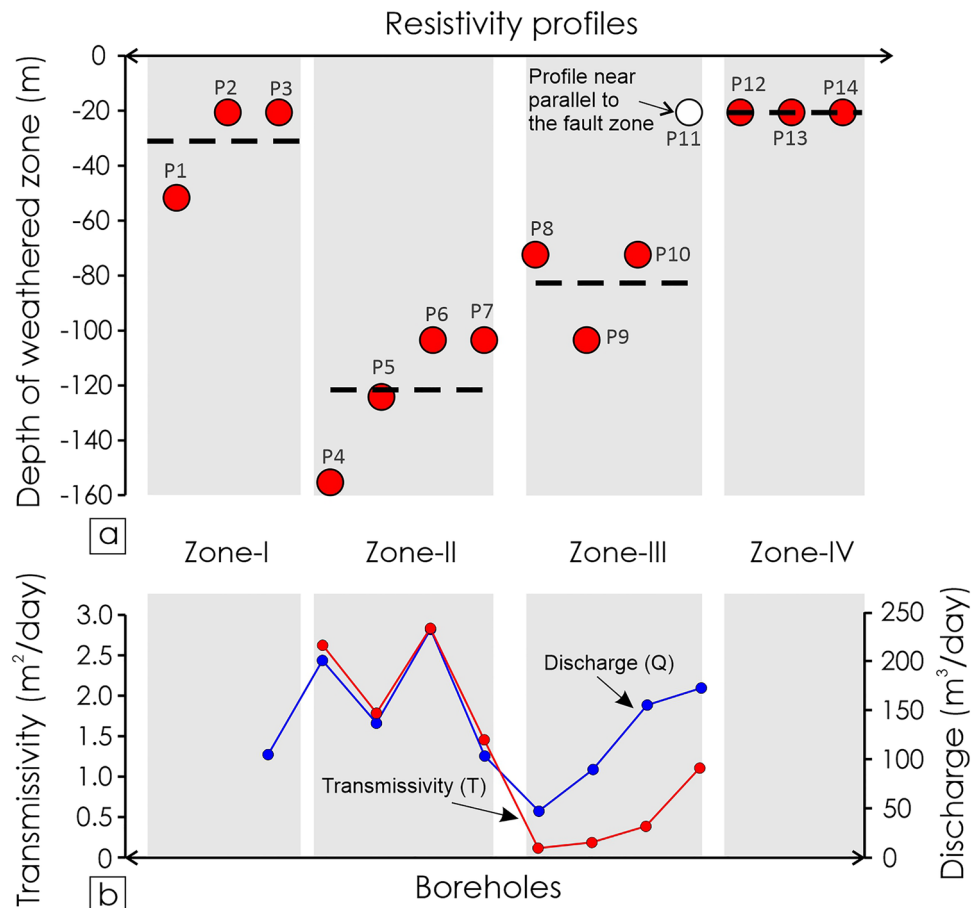 Resistivity profiles
Depth of weathered zone (m)
0
-20
-40
-60
-80
-100
-120
-140
-160
P1
P2
P3
P4
P5
P6
P7
P8
P9
P10
Profile near
parallel to
the fault zone
P11
P12
P13
P14
a
Zone-I
Zone-II
Zone-III
Zone-IV
Transmissivity (m²/day)
3.0
2.5
2.0
1.5
1.0
0.5
0
Discharge (Q)
Transmissivity (T)
250
200
150
100
50
0
Discharge (m³/day)
b
Boreholes